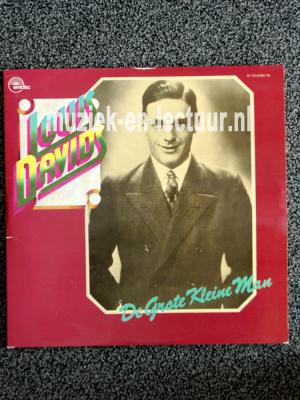 LOUIS
DAVIDS
muziek-en-lectuur.nl
De Grote Kleine Man